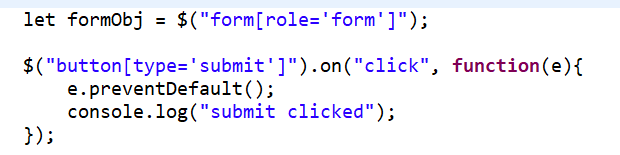 let formObj = $("form[role='form']");
$("button[type='submit']").on("click", function(e){
e.preventDefault();
console.log("submit clicked");
});